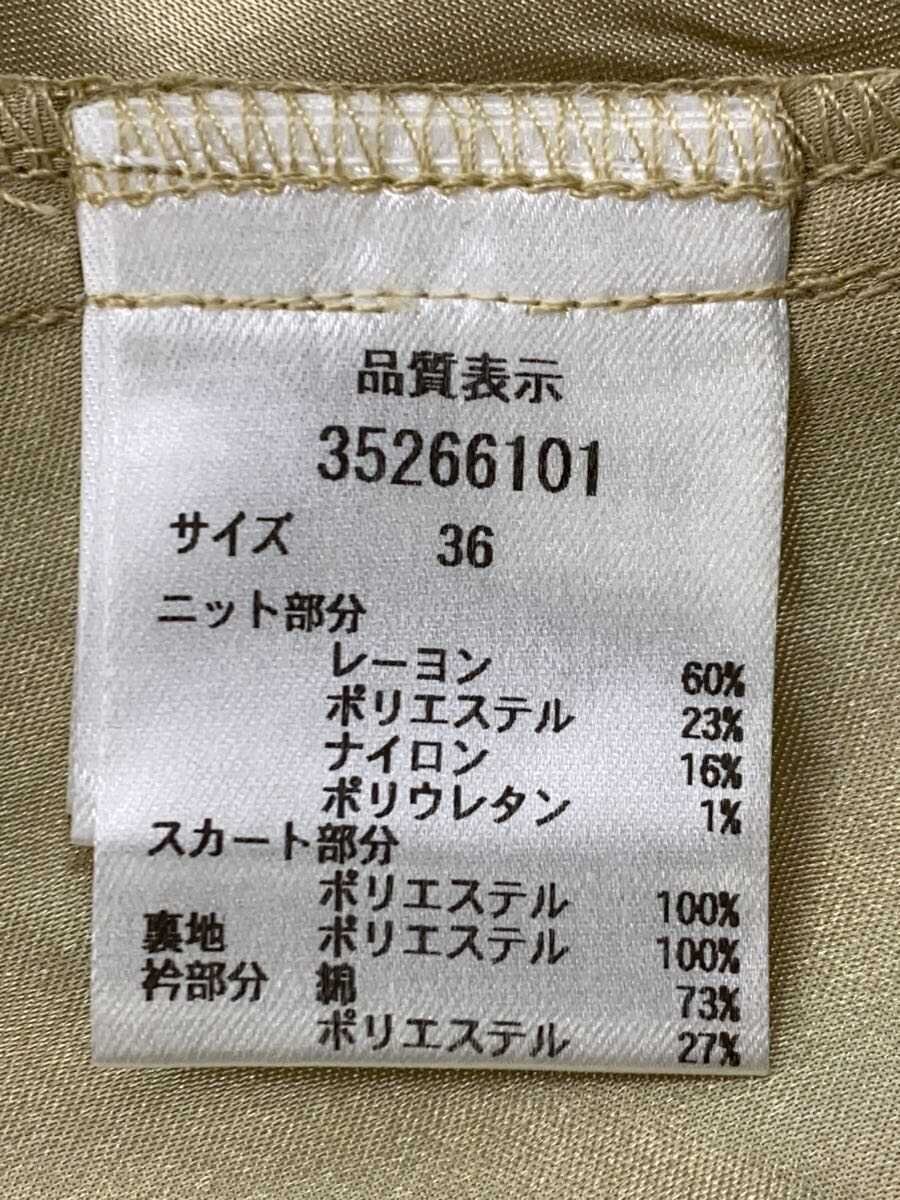 品質表示
35266101
サイズ 36
ニット部分
レーヨン 60%
ポリエステル 23%
ナイロン 16%
ポリウレタン 1%
スカート部分
ポリエステル 100%
裏地 ポリエステル 100%
衿部分 綿 73%
ポリエステル 27%